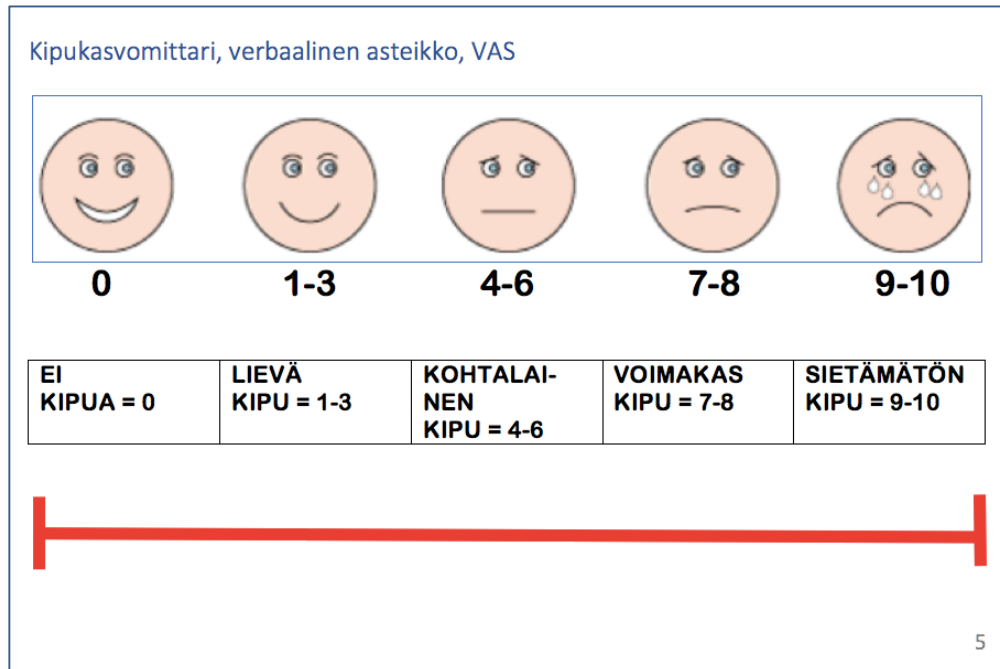 Kipukasvomittari, verbaalinen asteikko, VAS
0 1-3 4-6 7-8 9-10
EI
KIPUA = 0
LIEVÄ
KIPU = 1-3
KOHTALAI-
NEN
KIPU = 4-6
VOIMAKAS
KIPU = 7-8
SIETÄMÄTÖN
KIPU = 9-10
5